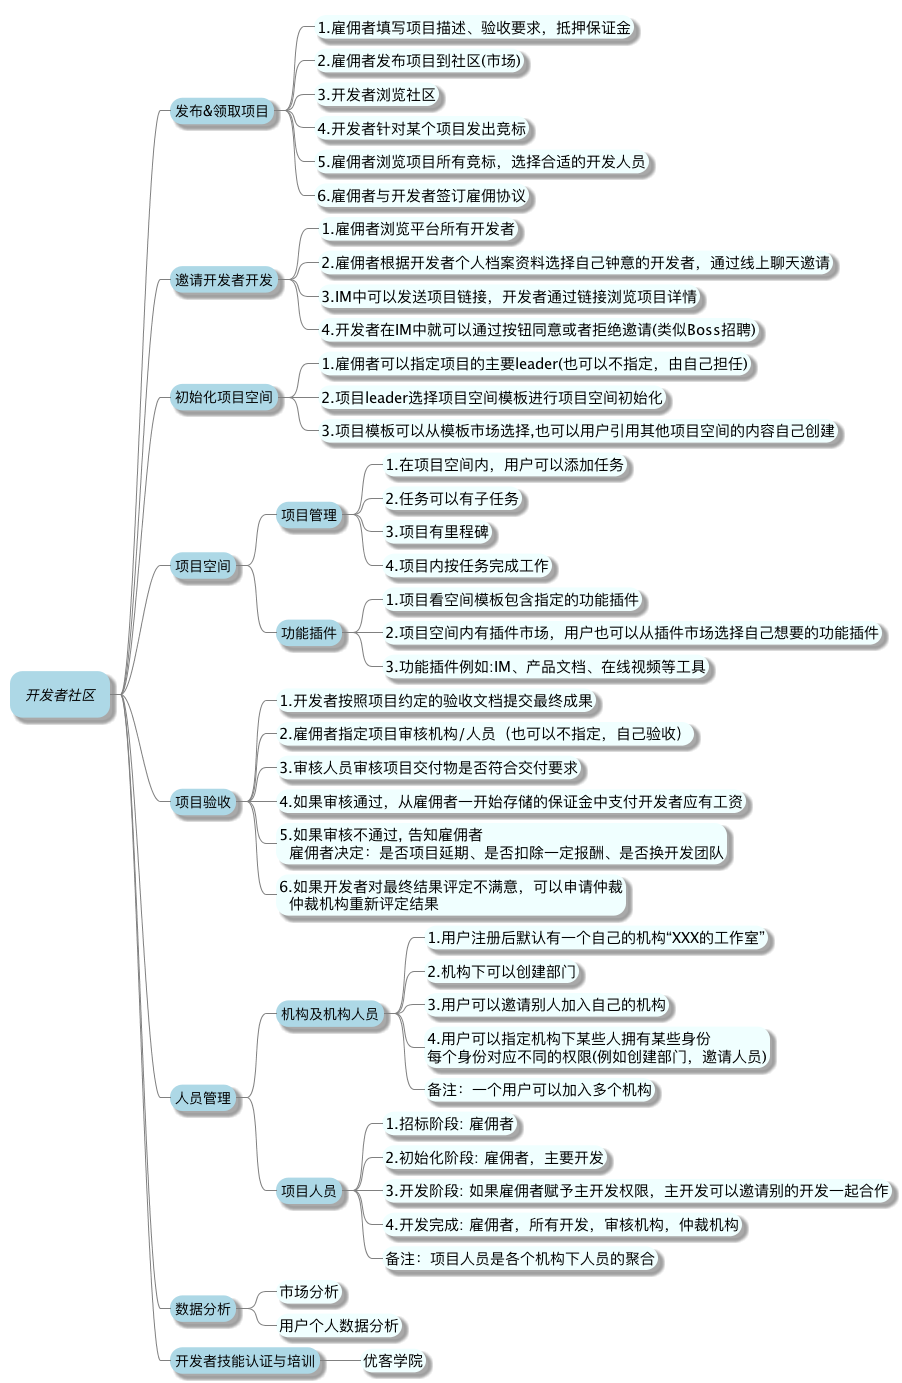 开发者社区
发布&领取项目
1.雇佣者填写项目描述、验收要求，抵押保证金
2.雇佣者发布项目到社区(市场)
3.开发者浏览社区
4.开发者针对某个项目发出竞标
5.雇佣者浏览项目所有竞标，选择合适的开发人员
6.雇佣者与开发者签订雇佣协议
邀请开发者开发
1.雇佣者浏览平台所有开发者
2.雇佣者根据开发者个人档案资料选择自己钟意的开发者，通过线上聊天邀请
3.IM中可以发送项目链接，开发者通过链接浏览项目详情
4.开发者在IM中就可以通过按钮同意或者拒绝邀请(类似Boss招聘)
初始化项目空间
1.雇佣者可以指定项目的主要leader(也可以不指定，由自己担任)
2.项目leader选择项目空间模板进行项目空间初始化
3.项目模板可以从模板市场选择,也可以用户引用其他项目空间的内容自己创建
项目空间
项目管理
1.在项目空间内，用户可以添加任务
2.任务可以有子任务
3.项目有里程碑
4.项目内按任务完成工作
功能插件
1.项目看空间模板包含指定的功能插件
2.项目空间内有插件市场，用户也可以从插件市场选择自己想要的功能插件
3.功能插件例如:IM、产品文档、在线视频等工具
项目验收
1.开发者按照项目约定的验收文档提交最终成果
2.雇佣者指定项目审核机构/人员（也可以不指定，自己验收）
3.审核人员审核项目交付物是否符合交付要求
4.如果审核通过，从雇佣者一开始存储的保证金中支付开发者应有工资
5.如果审核不通过, 告知雇佣者
雇佣者决定：是否项目延期、是否扣除一定报酬、是否换开发团队
6.如果开发者对最终结果评定不满意，可以申请仲裁
仲裁机构重新评定结果
人员管理
机构及机构人员
1.用户注册后默认有一个自己的机构“XXX的工作室”
2.机构下可以创建部门
3.用户可以邀请别人加入自己的机构
4.用户可以指定机构下某些人拥有某些身份
每个身份对应不同的权限(例如创建部门，邀请人员)
备注：一个用户可以加入多个机构
项目人员
1.招标阶段: 雇佣者
2.初始化阶段: 雇佣者，主要开发
3.开发阶段: 如果雇佣者赋予主开发权限，主开发可以邀请别的开发一起合作
4.开发完成: 雇佣者，所有开发，审核机构，仲裁机构
备注：项目人员是各个机构下人员的聚合
数据分析
市场分析
用户个人数据分析
开发者技能认证与培训
优客学院